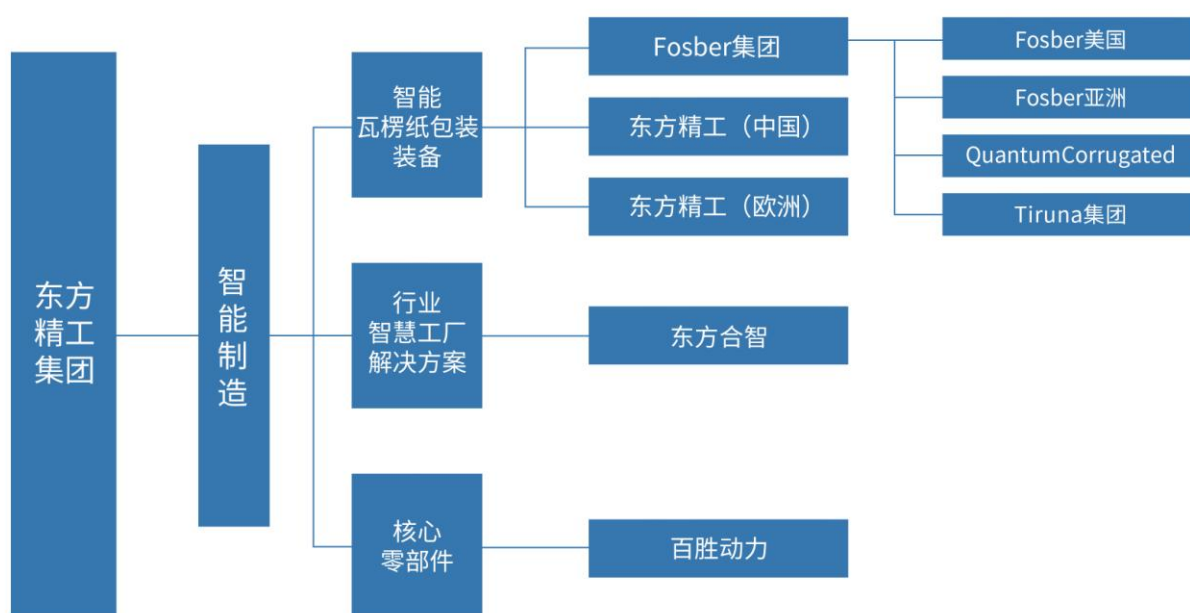 东方
精工
集团
智
能
制
造
智能
瓦楞纸包装
装备
行业
智慧工厂
解决方案
核心
零部件
Fosber集团
东方精工（中国）
东方精工（欧洲）
东方合智
百胜动力
Fosber美国
Fosber亚洲
QuantumCorrugated
Tiruna集团